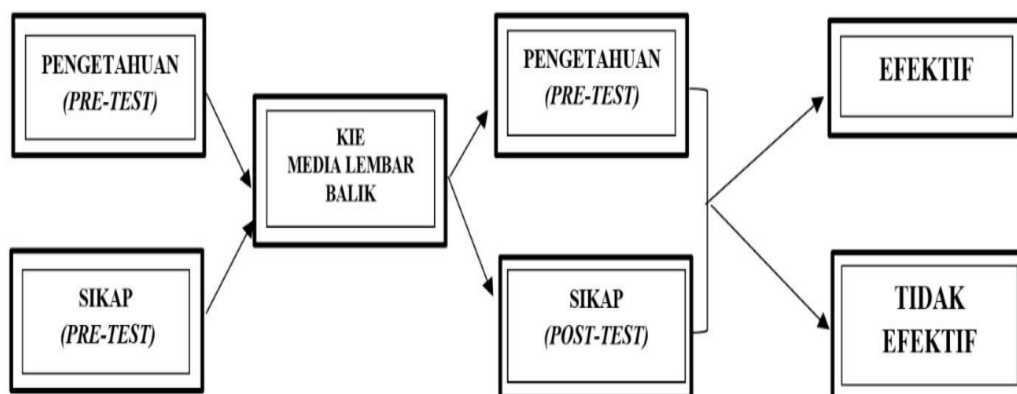 PENGETAHUAN
(PRE-TEST)
SIKAP
(PRE-TEST)
KIE
MEDIA LEMBAR
BALIK
PENGETAHUAN
(PRE-TEST)
SIKAP
(POST-TEST)
EFEKTIF
TIDAK
EFEKTIF